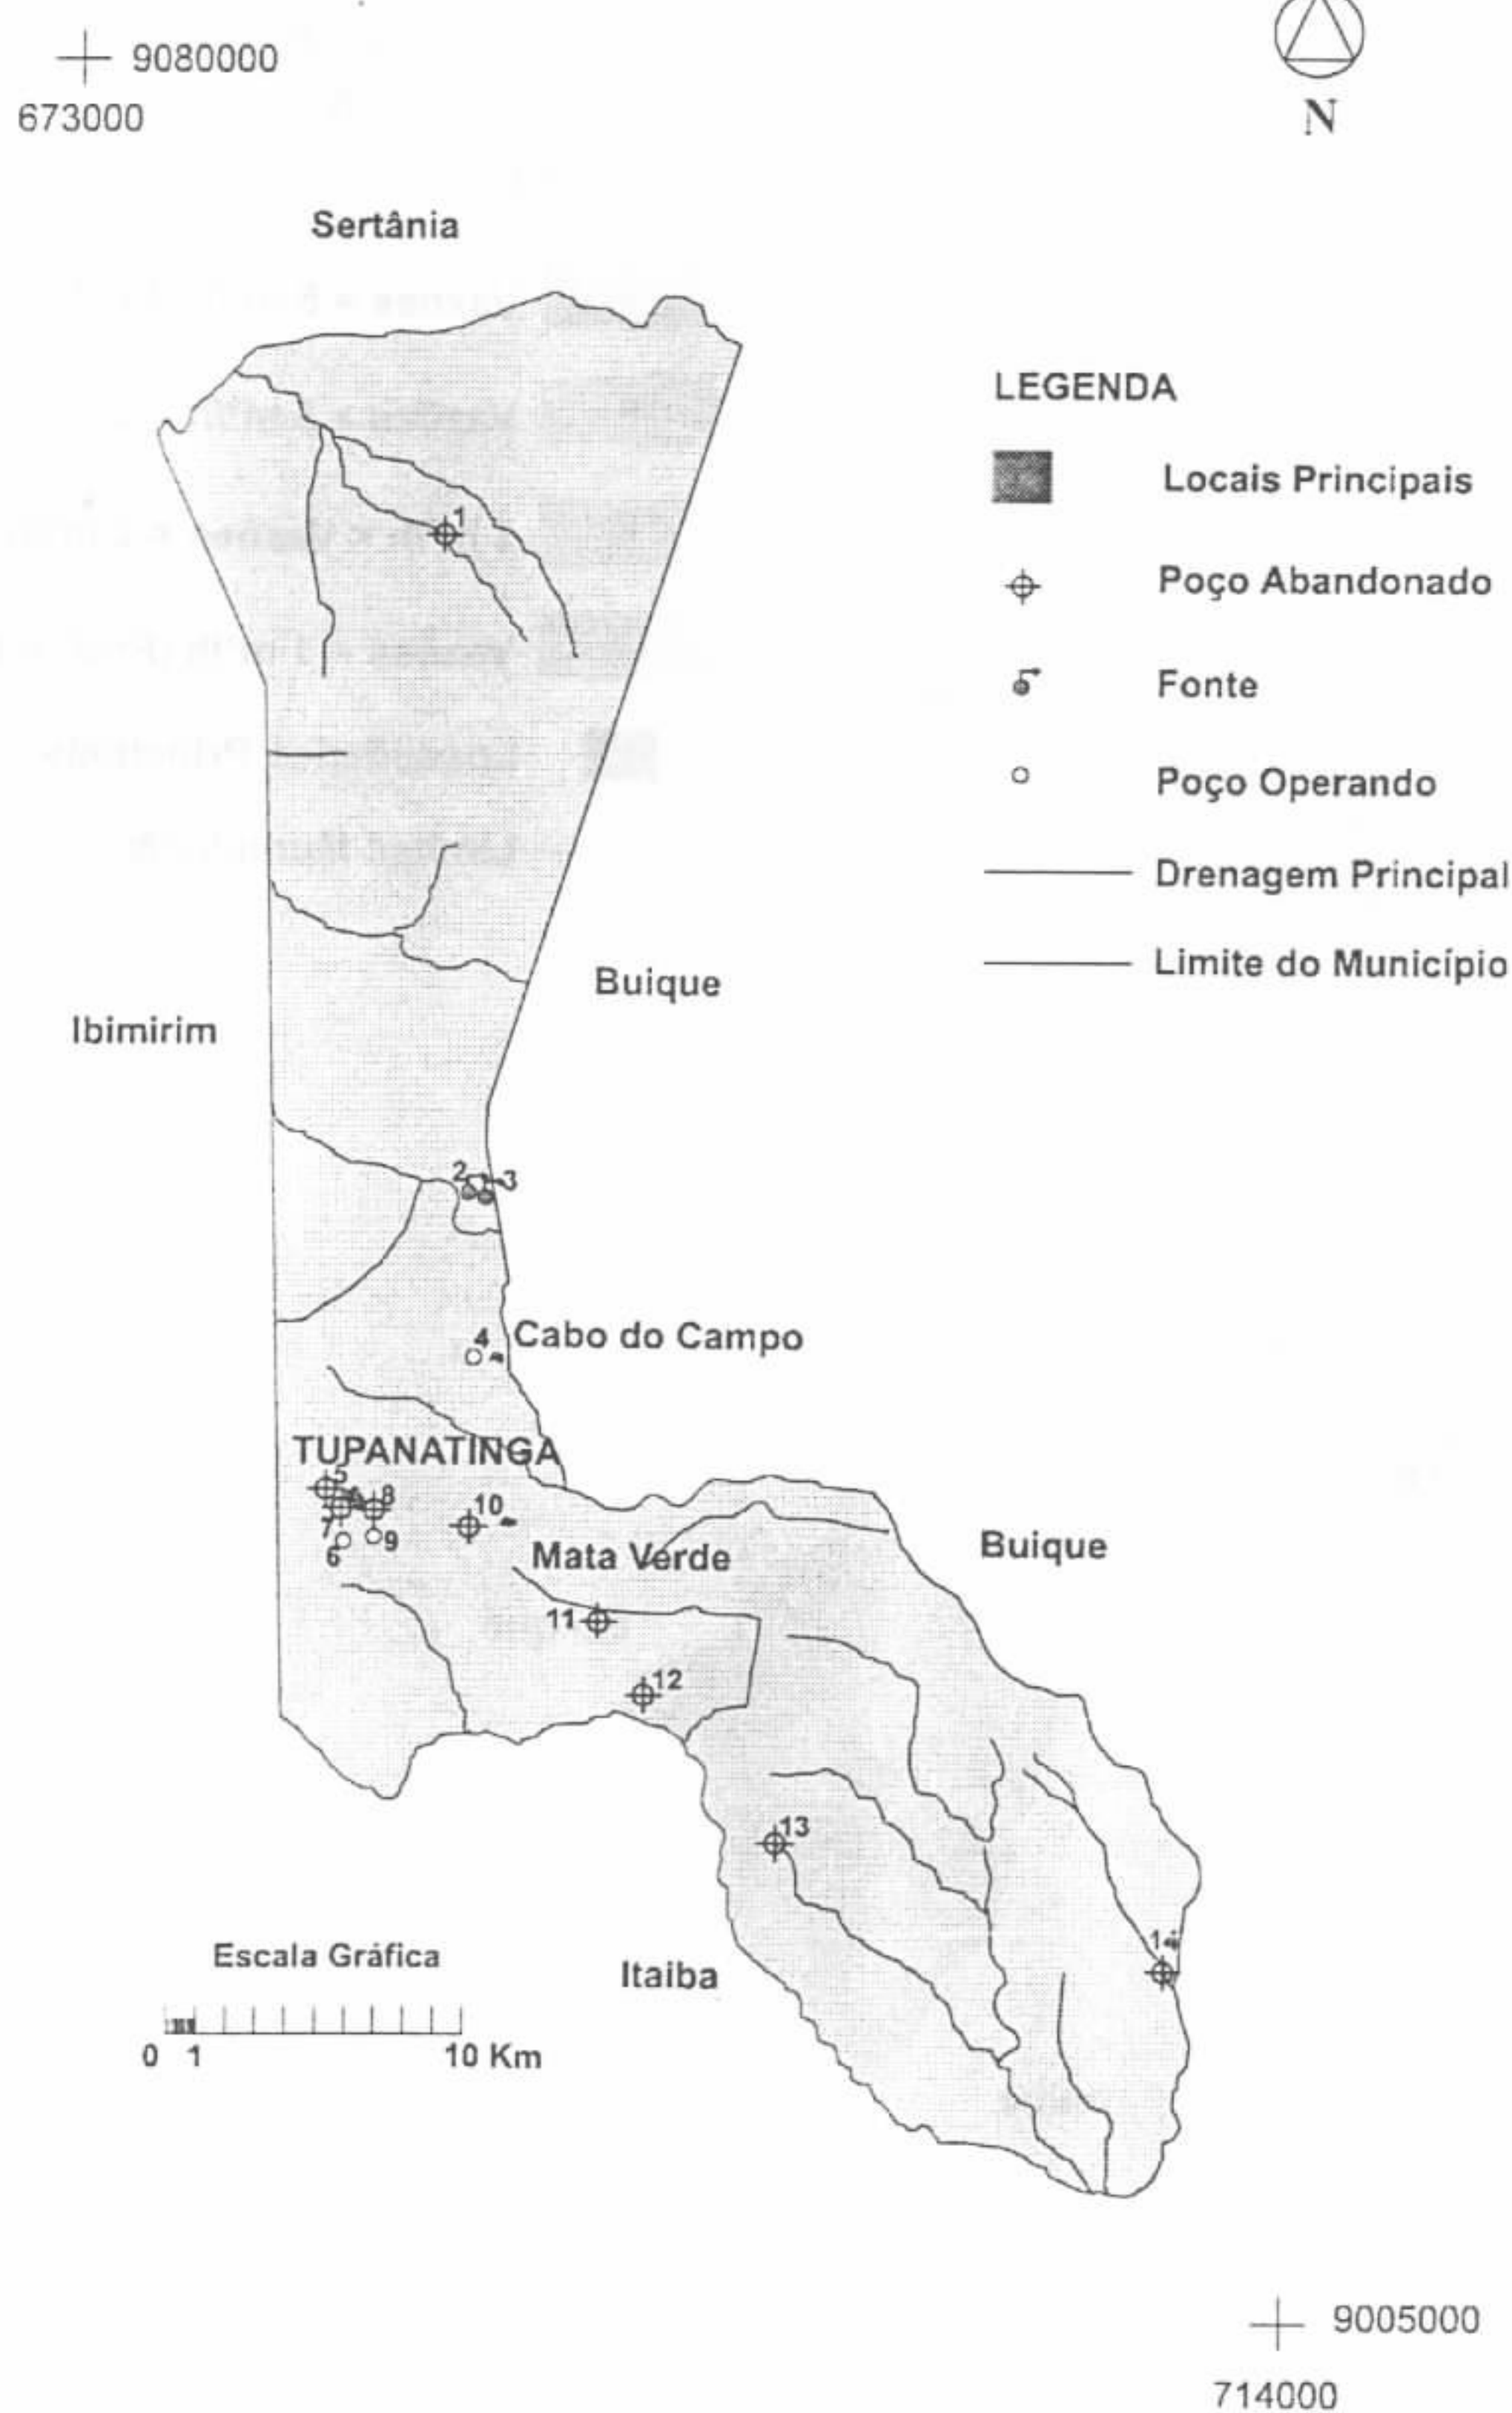 9080000
673000
N
Sertânia
LEGENDA
Locais Principais
Poço Abandonado
Fonte
Poço Operando
Drenagem Principal
Limite do Município
1
Buique
Ibimirim
2
3
4
Cabo do Campo
TUPANATINGA
5
8
7
6
9
10
Mata Verde
Buique
11
12
13
14
Escala Gráfica
0 1 10 Km
Itaiba
9005000
714000